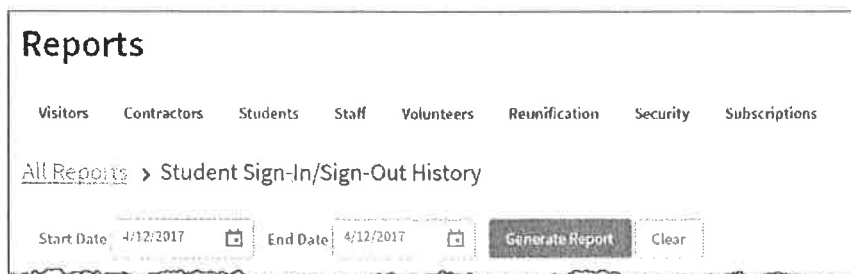 Reports
Visitors Contractors Students Staff Volunteers Reunification Security Subscriptions
All Reports > Student Sign-In/Sign-Out History
Start Date 4/12/2017 End Date 4/12/2017 Generate Report Clear